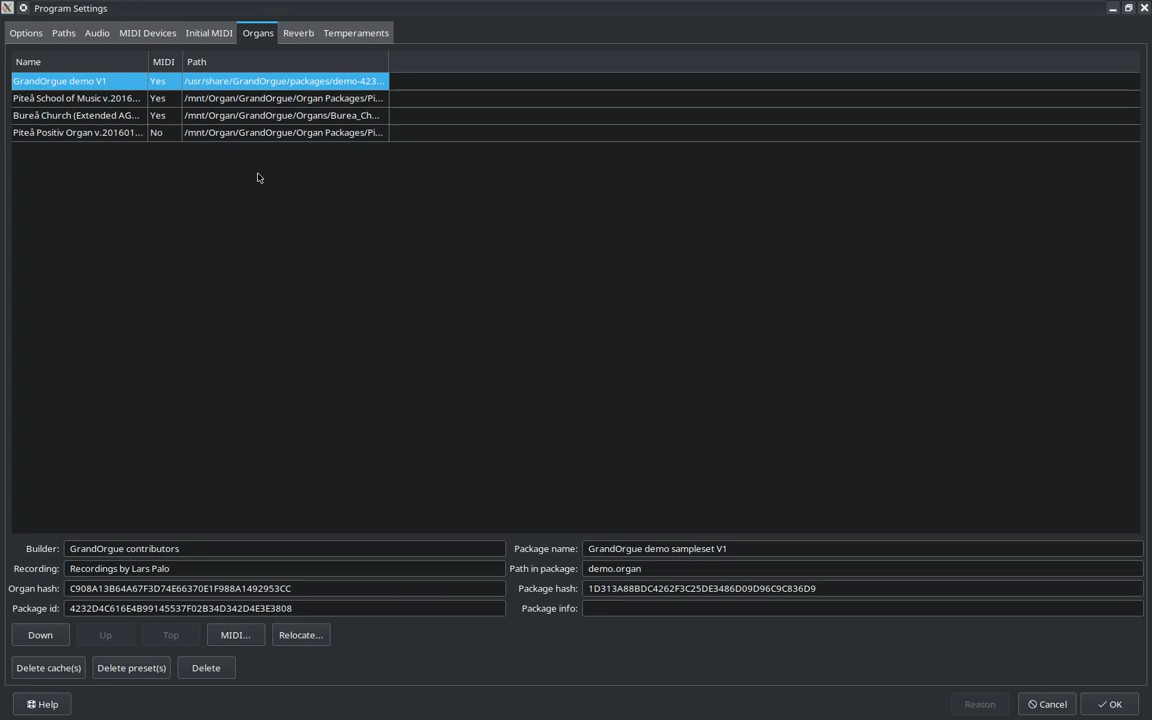 Program Settings
Options Paths Audio MIDI Devices Initial MIDI Organs Reverb Temperaments
Name MIDI Path
GrandOrgue demo V1 Yes /usr/share/GrandOrgue/packages/demo-423...
Piteå School of Music v.2016... Yes /mnt/Organ/GrandOrgue/Organ Packages/Pi...
Bureå Church (Extended AG... Yes /mnt/Organ/GrandOrgue/Organs/Burea_Ch...
Piteå Positiv Organ v.201601... No /mnt/Organ/GrandOrgue/Organ Packages/Pi...
Builder: GrandOrgue contributors Package name: GrandOrgue demo sampleset V1
Recording: Recordings by Lars Palo Path in package: demo.organ
Organ hash: C908A13B64A67F3D74E66370E1F988A1492953CC Package hash: 1D313A88BDC4262F3C25DE3486D09D96C9C836D9
Package id: 4232D4C616E4B99145537F02B34D342D4E3E3808 Package info:
Down Up Top MIDI... Relocate...
Delete cache(s) Delete preset(s) Delete
Help Reason Cancel OK